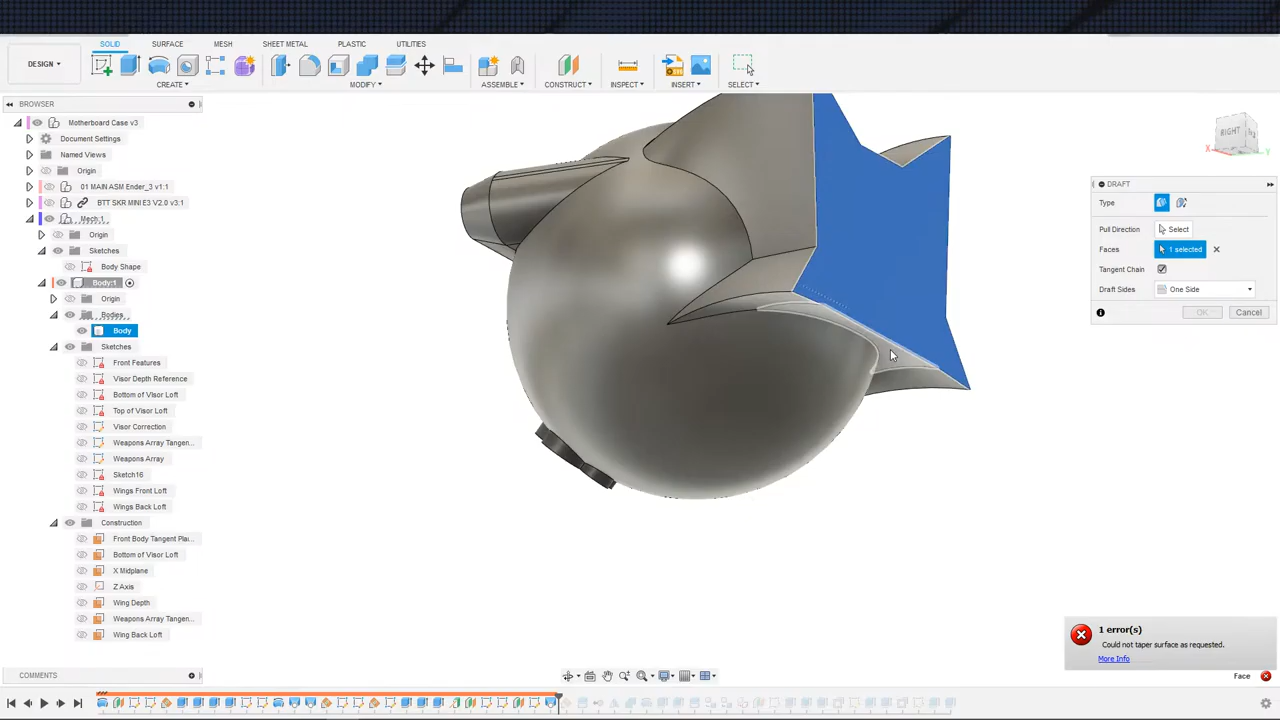 SOLID SURFACE MESH SHEET METAL PLASTIC UTILITIES
DESIGN
CREATE MODIFY ASSEMBLE CONSTRUCT INSPECT INSERT SELECT
BROWSER
Motherboard Case v3
Document Settings
Named Views
Origin
01 MAIN ASM Ender_3 v1:1
BTT SKR MINI E3 V2.0 v3:1
Mech:1
Origin
Sketches
Body Shape
Body:1
Origin
Bodies
Body
Sketches
Front Features
Visor Depth Reference
Bottom of Visor Loft
Top of Visor Loft
Visor Correction
Weapons Array Tangen...
Weapons Array
Sketch16
Wings Front Loft
Wings Back Loft
Construction
Front Body Tangent Pla...
Bottom of Visor Loft
X Midplane
Z Axis
Wing Depth
Weapons Array Tangen...
Wing Back Loft
COMMENTS
RIGHT
X
Y
DRAFT
Type
Pull Direction Select
Faces 1 selected
Tangent Chain
Draft Sides One Side
OK Cancel
1 error(s)
Could not taper surface as requested.
More Info
Face